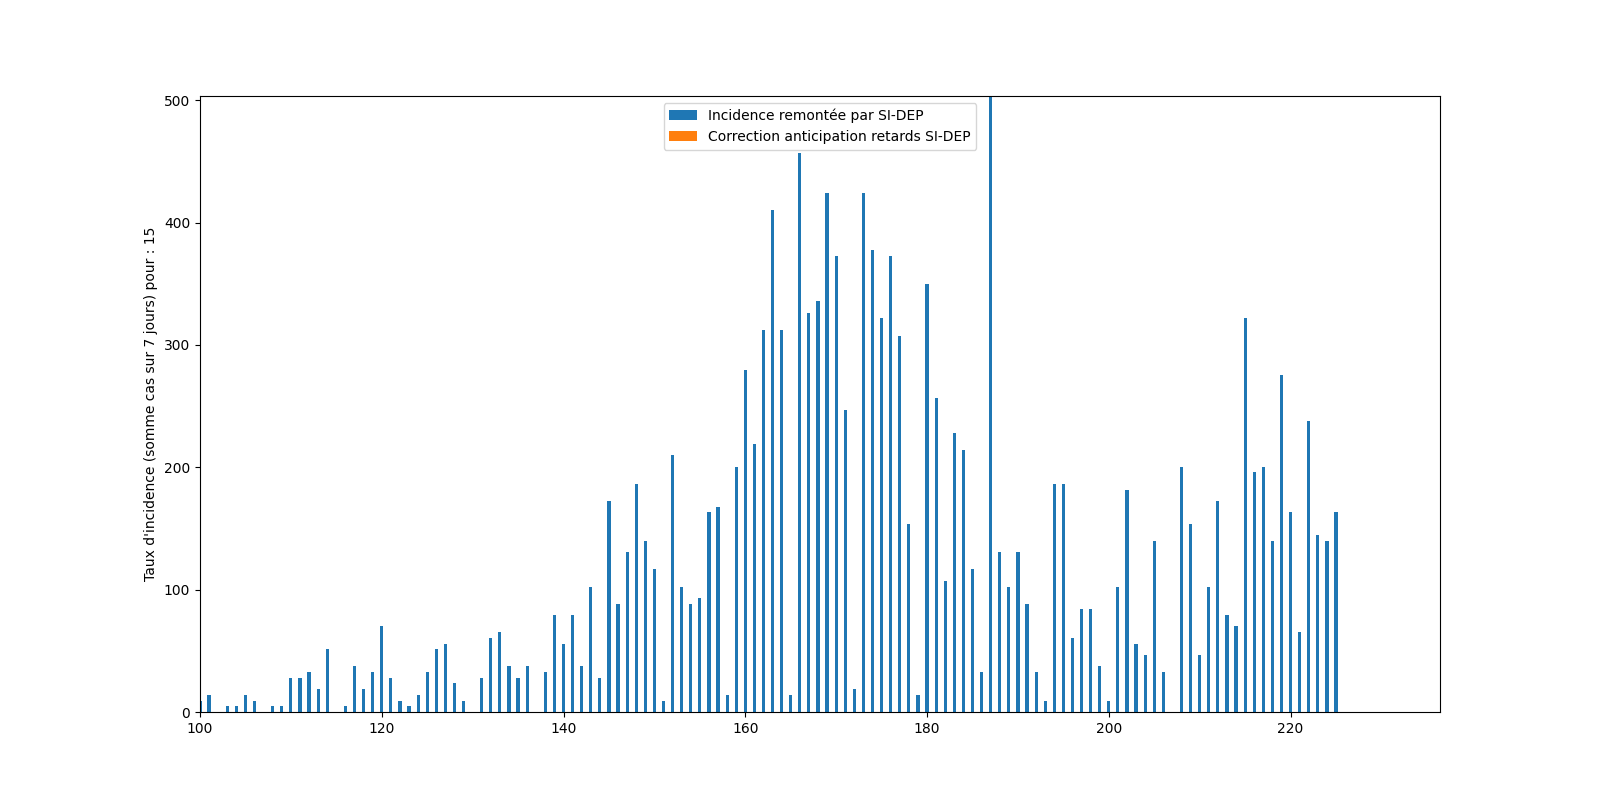 500
400
300
200
100
0
Taux d'incidence (somme cas sur 7 jours) pour : 15
Incidence remontée par SI-DEP
Correction anticipation retards SI-DEP
100 120 140 160 180 200 220